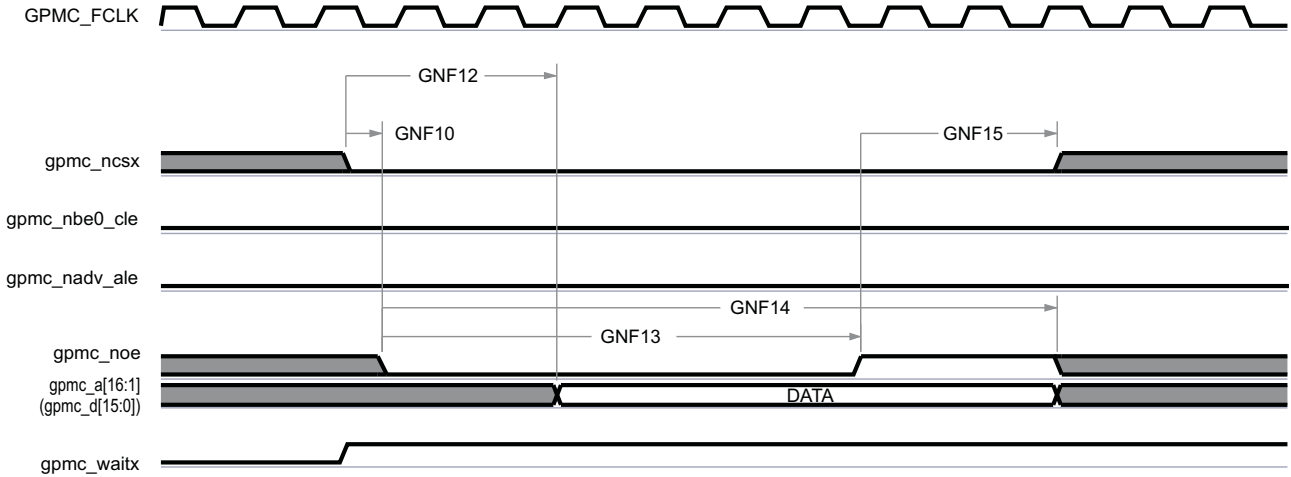 GPMC_FCLK
GNF12
GNF10
GNF15
gpmc_ncsx
gpmc_nbe0_cle
gpmc_nadv_ale
GNF14
GNF13
gpmc_noe
gpmc_a[16:1]
(gpmc_d[15:0])
DATA
gpmc_waitx